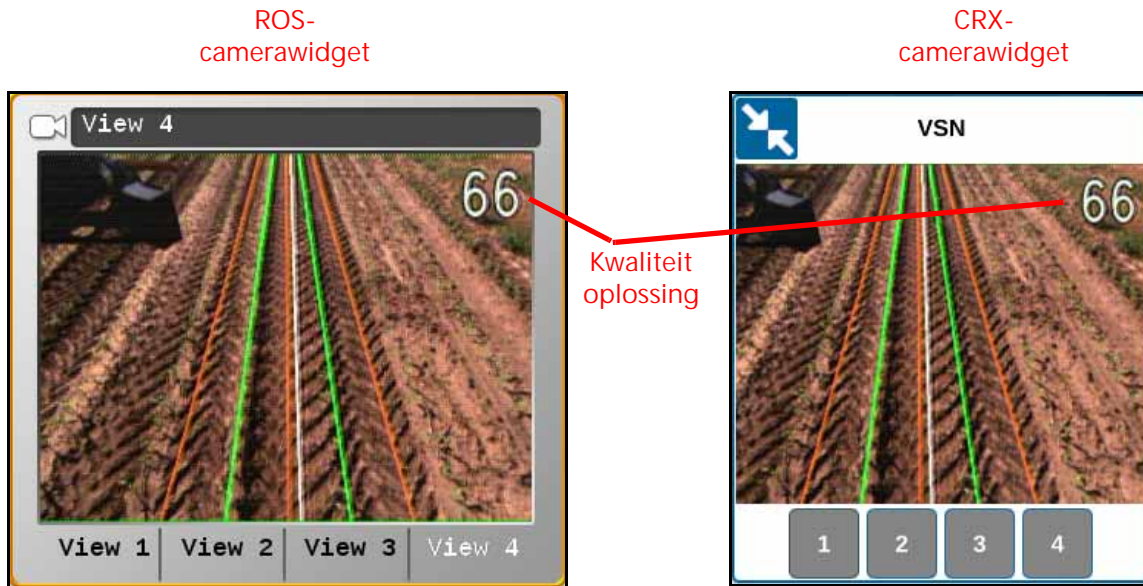 ROS-
camerawidget
CRX-
camerawidget
View 4
66
VSN
66
Kwaliteit
oplossing
View 1 View 2 View 3 View 4
1 2 3 4